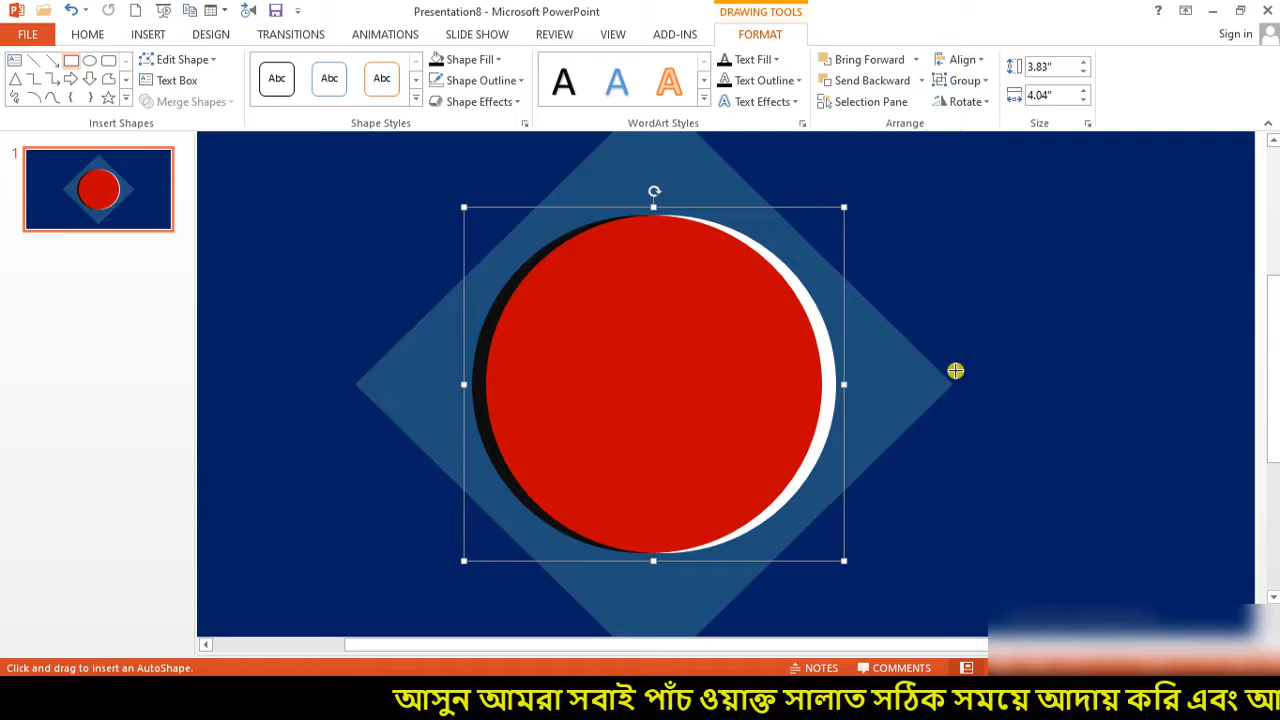 Presentation8 - Microsoft PowerPoint
DRAWING TOOLS
Sign in
FILE HOME INSERT DESIGN TRANSITIONS ANIMATIONS SLIDE SHOW REVIEW VIEW ADD-INS FORMAT
Edit Shape
Text Box
Merge Shapes
Insert Shapes
Abc Abc Abc
Shape Fill
Shape Outline
Shape Effects
Shape Styles
A A A
Text Fill
Text Outline
Text Effects
WordArt Styles
Bring Forward
Send Backward
Selection Pane
Align
Group
Rotate
Arrange
3.83"
4.04"
Size
1
Click and drag to insert an AutoShape.
NOTES COMMENTS
আসুন আমরা সবাই পাঁচ ওয়াক্ত সালাত সঠিক সময়ে আদায় করি এবং